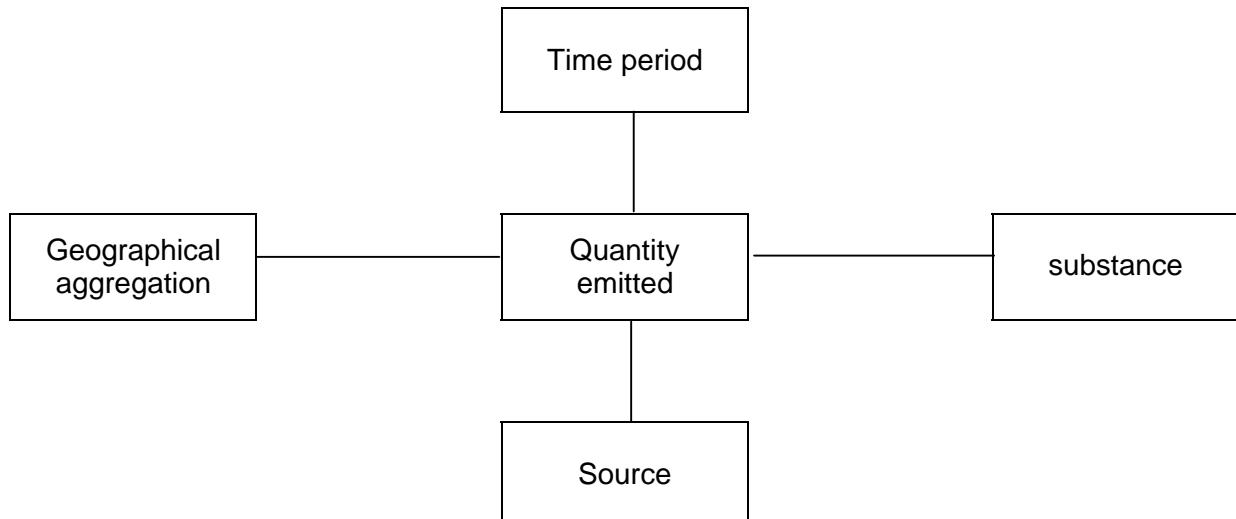 Time period
Geographical
aggregation
Quantity
emitted
substance
Source